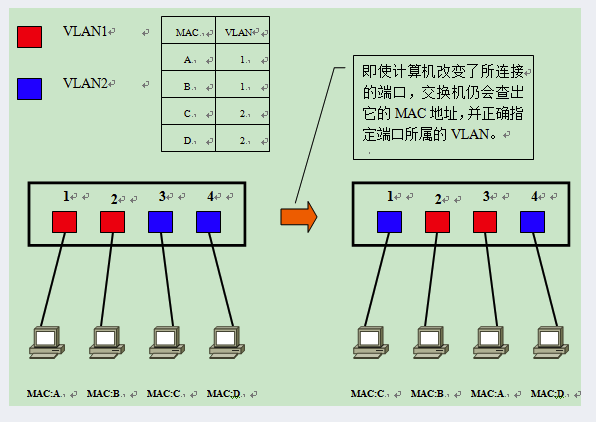 VLAN1
VLAN2
MAC VLAN
A 1
B 1
C 2
D 2
即使计算机改变了所连接
的端口，交换机仍会查出
它的 MAC 地址，并正确指
定端口所属的 VLAN。
1 2 3 4
1 2 3 4
MAC:A MAC:B MAC:C MAC:D
MAC:C MAC:B MAC:A MAC:D